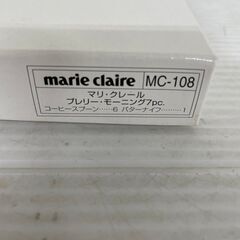 marie claire MC-108
マリ・クレール
プレリー・モーニング7pc.
コーヒースプーン……6 バターナイフ………1